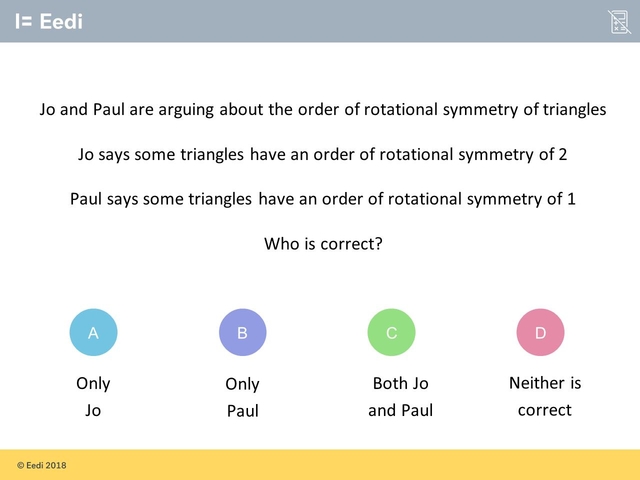 Eedi
Jo and Paul are arguing about the order of rotational symmetry of triangles
Jo says some triangles have an order of rotational symmetry of 2
Paul says some triangles have an order of rotational symmetry of 1
Who is correct?
A
B
C
D
Only
Jo
Only
Paul
Both Jo
and Paul
Neither is
correct
© Eedi 2018